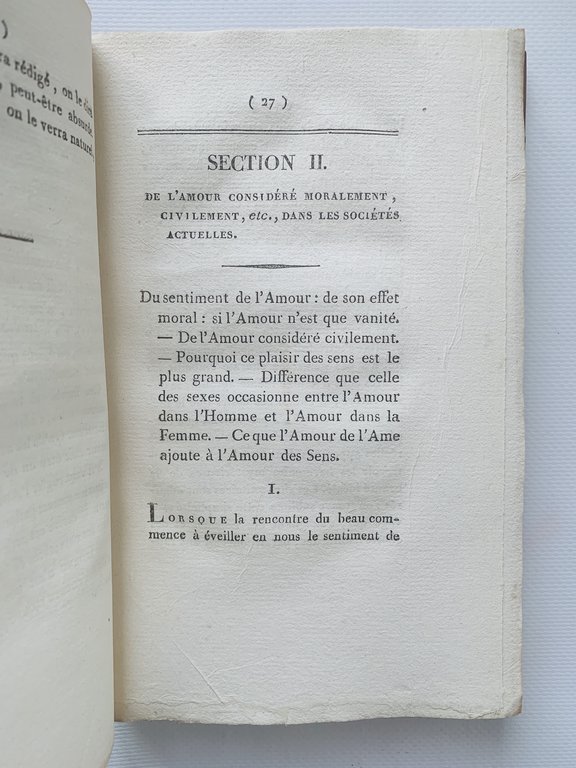 )
a rédigé, on le dira
, peut-être absurde.
on le verra naturel,
( 27 )
SECTION II.
DE L'AMOUR CONSIDÉRÉ MORALEMENT,
CIVILEMENT, etc., DANS LES SOCIÉTÉS
ACTUELLES.
Du sentiment de l'Amour : de son effet
moral : si l'Amour n'est que vanité.
— De l'Amour considéré civilement.
— Pourquoi ce plaisir des sens est le
plus grand. — Différence que celle
des sexes occasionne entre l'Amour
dans l'Homme et l'Amour dans la
Femme. — Ce que l'Amour de l'Ame
ajoute à l'Amour des Sens.
I.
LORSQUE la rencontre du beau com-
mence à éveiller en nous le sentiment de